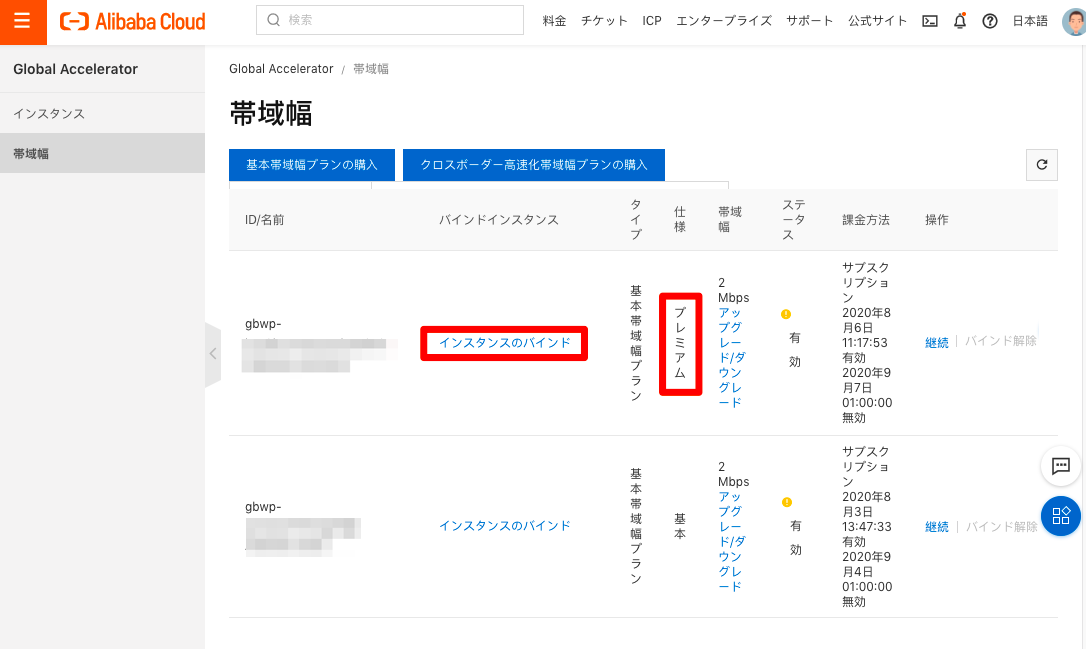 Alibaba Cloud
検索
料金 チケット ICP エンタープライズ サポート 公式サイト 日本語
Global Accelerator
インスタンス
帯域幅
Global Accelerator / 帯域幅
帯域幅
基本帯域幅プランの購入 クロスボーダー高速化帯域幅プランの購入
ID/名前 バインドインスタンス タイプ 仕様 帯域幅 ステータス 課金方法 操作
gbwp-
インスタンスのバインド
基本帯域幅プラン
プレミアム
2
Mbps
アッ
プグ
レー
ド/ダ
ウン
グレ
ード
有
効
サブスク
リプショ
ン
2020年8
月6日
11:17:53
有効
2020年9
月7日
01:00:00
無効
継続 | バインド解除
gbwp-
インスタンスのバインド
基本帯域幅プラン
基本
2
Mbps
アッ
プグ
レー
ド/ダ
ウン
グレ
ード
有
効
サブスク
リプショ
ン
2020年8
月3日
13:47:33
有効
2020年9
月4日
01:00:00
無効
継続 | バインド解除